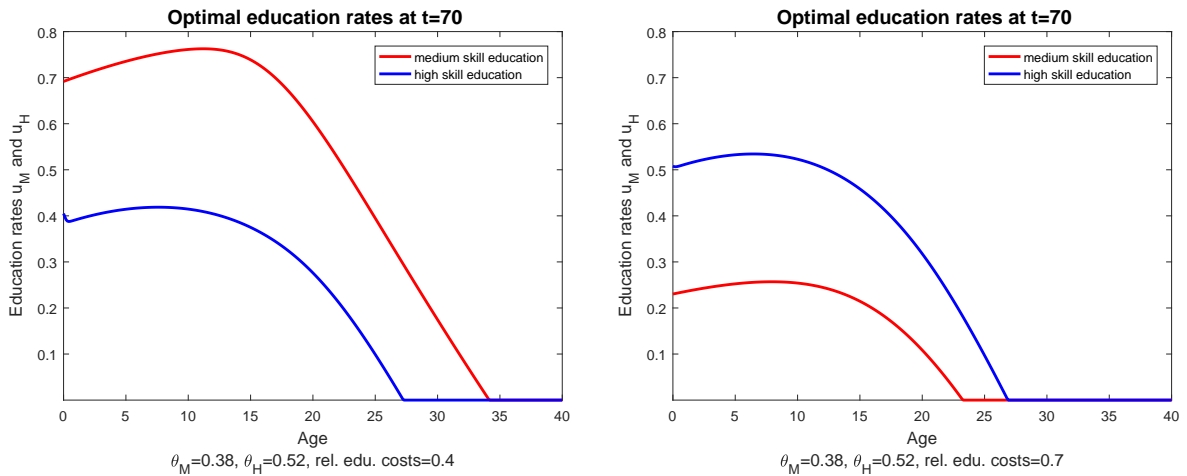 Optimal education rates at t=70
Education rates u_M and u_H
0.8
0.7
0.6
0.5
0.4
0.3
0.2
0.1
medium skill education
high skill education
0 5 10 15 20 25 30 35 40
Age
θ_M=0.38, θ_H=0.52, rel. edu. costs=0.4
Optimal education rates at t=70
Education rates u_M and u_H
0.8
0.7
0.6
0.5
0.4
0.3
0.2
0.1
medium skill education
high skill education
0 5 10 15 20 25 30 35 40
Age
θ_M=0.38, θ_H=0.52, rel. edu. costs=0.7